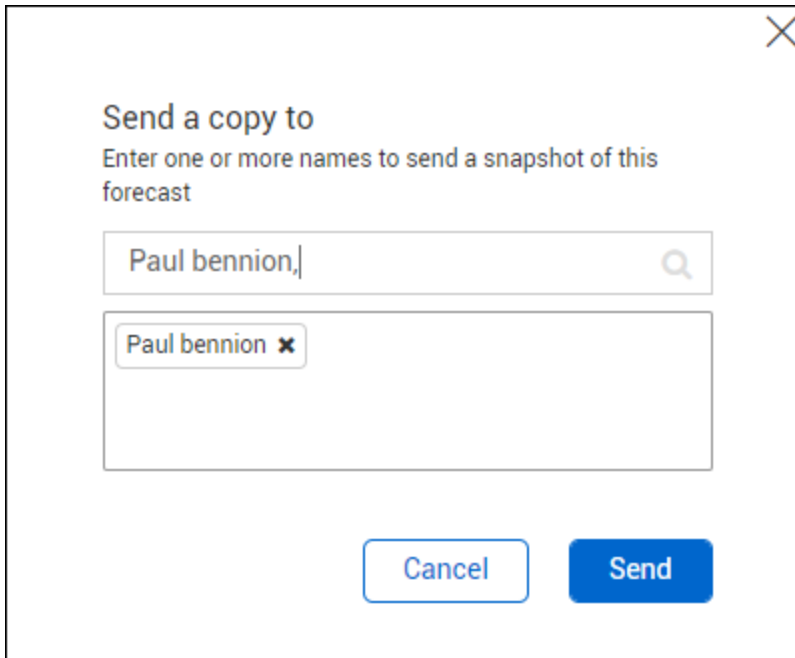 Send a copy to
Enter one or more names to send a snapshot of this
forecast
Paul bennion,
Paul bennion
Cancel Send